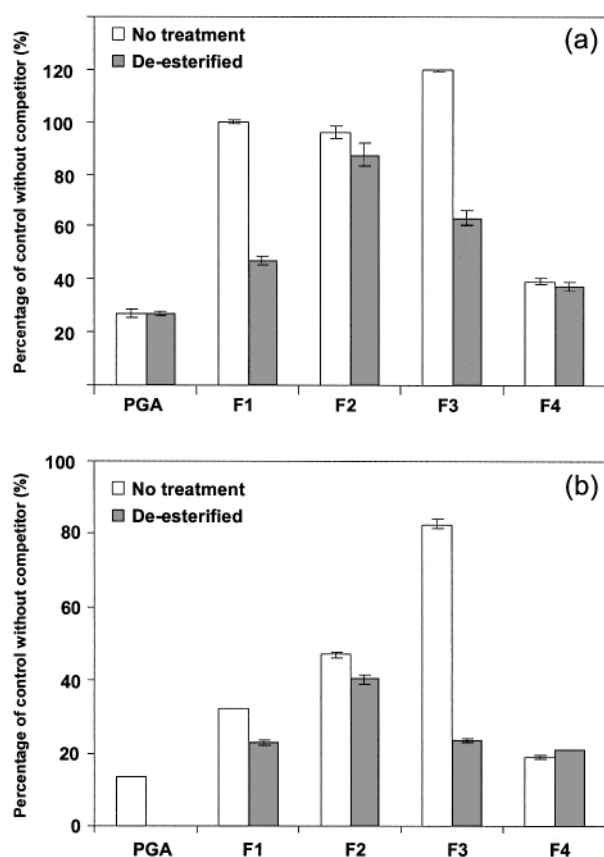 (a)
No treatment
De-esterified
Percentage of control without competitor (%)
120
100
80
60
40
20
PGA F1 F2 F3 F4
(b)
No treatment
De-esterified
Percentage of control without competitor (%)
100
80
60
40
20
0
PGA F1 F2 F3 F4